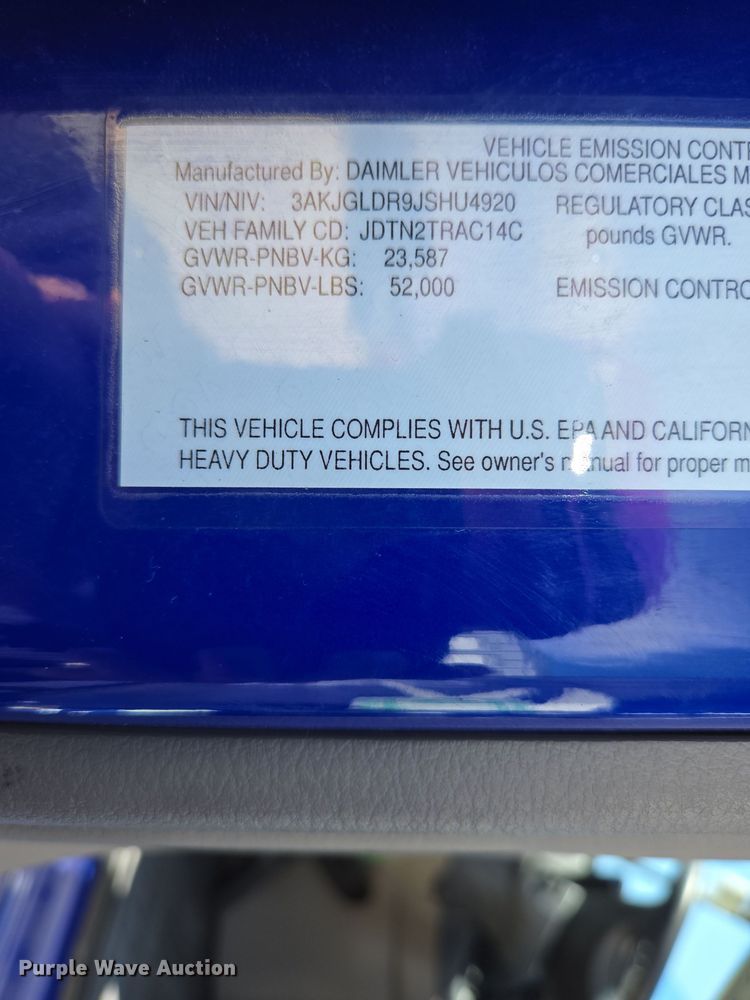 VEHICLE EMISSION CONT
Manufactured By: DAIMLER VEHICULOS COMERCIALES M
VIN/NIV: 3AKJGLDR9JSHU4920
REGULATORY CLAS
VEH FAMILY CD: JDTN2TRAC14C
pounds GVWR.
GVWR-PNBV-KG: 23,587
GVWR-PNBV-LBS: 52,000
EMISSION CONTRO
THIS VEHICLE COMPLIES WITH U.S. EPA AND CALIFORN
HEAVY DUTY VEHICLES. See owner's manual for proper m
Purple Wave Auction